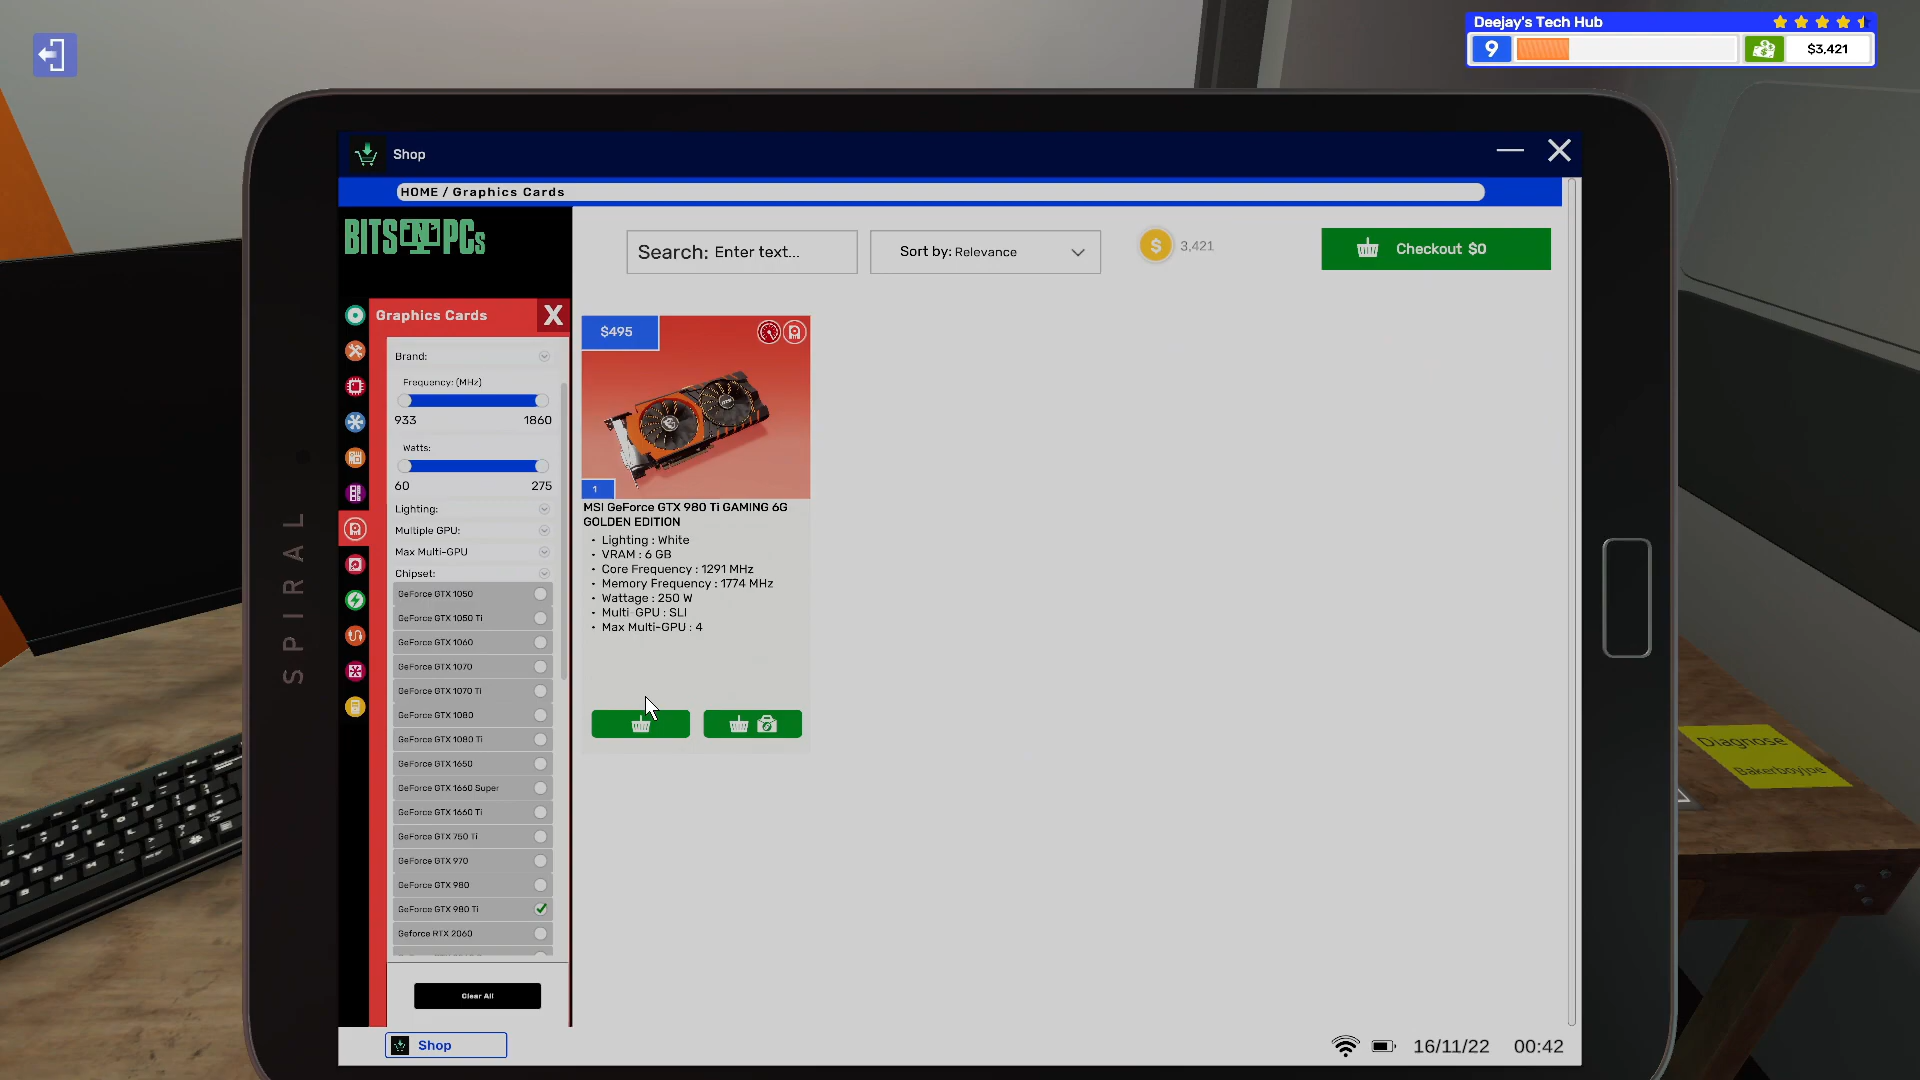 Deejay's Tech Hub
9
$3,421
Shop
HOME / Graphics Cards
BITS N PCs
Search: Enter text...
Sort by: Relevance
3,421
Checkout $0
Graphics Cards
X
Brand:
Frequency: (MHz)
933 1860
Watts:
60 275
Lighting:
Multiple GPU:
Max Multi-GPU
Chipset:
GeForce GTX 1050
GeForce GTX 1050 Ti
GeForce GTX 1060
GeForce GTX 1070
GeForce GTX 1070 Ti
GeForce GTX 1080
GeForce GTX 1080 Ti
GeForce GTX 1650
GeForce GTX 1660 Super
GeForce GTX 1660 Ti
GeForce GTX 750 Ti
GeForce GTX 970
GeForce GTX 980
GeForce GTX 980 Ti
Geforce RTX 2060
Clear All
$495
1
MSI GeForce GTX 980 Ti GAMING 6G
GOLDEN EDITION
• Lighting : White
• VRAM : 6 GB
• Core Frequency : 1291 MHz
• Memory Frequency : 1774 MHz
• Wattage : 250 W
• Multi-GPU : SLI
• Max Multi-GPU : 4
SPIRAL
Diagnose
Bakerboyjoe
Shop
16/11/22 00:42